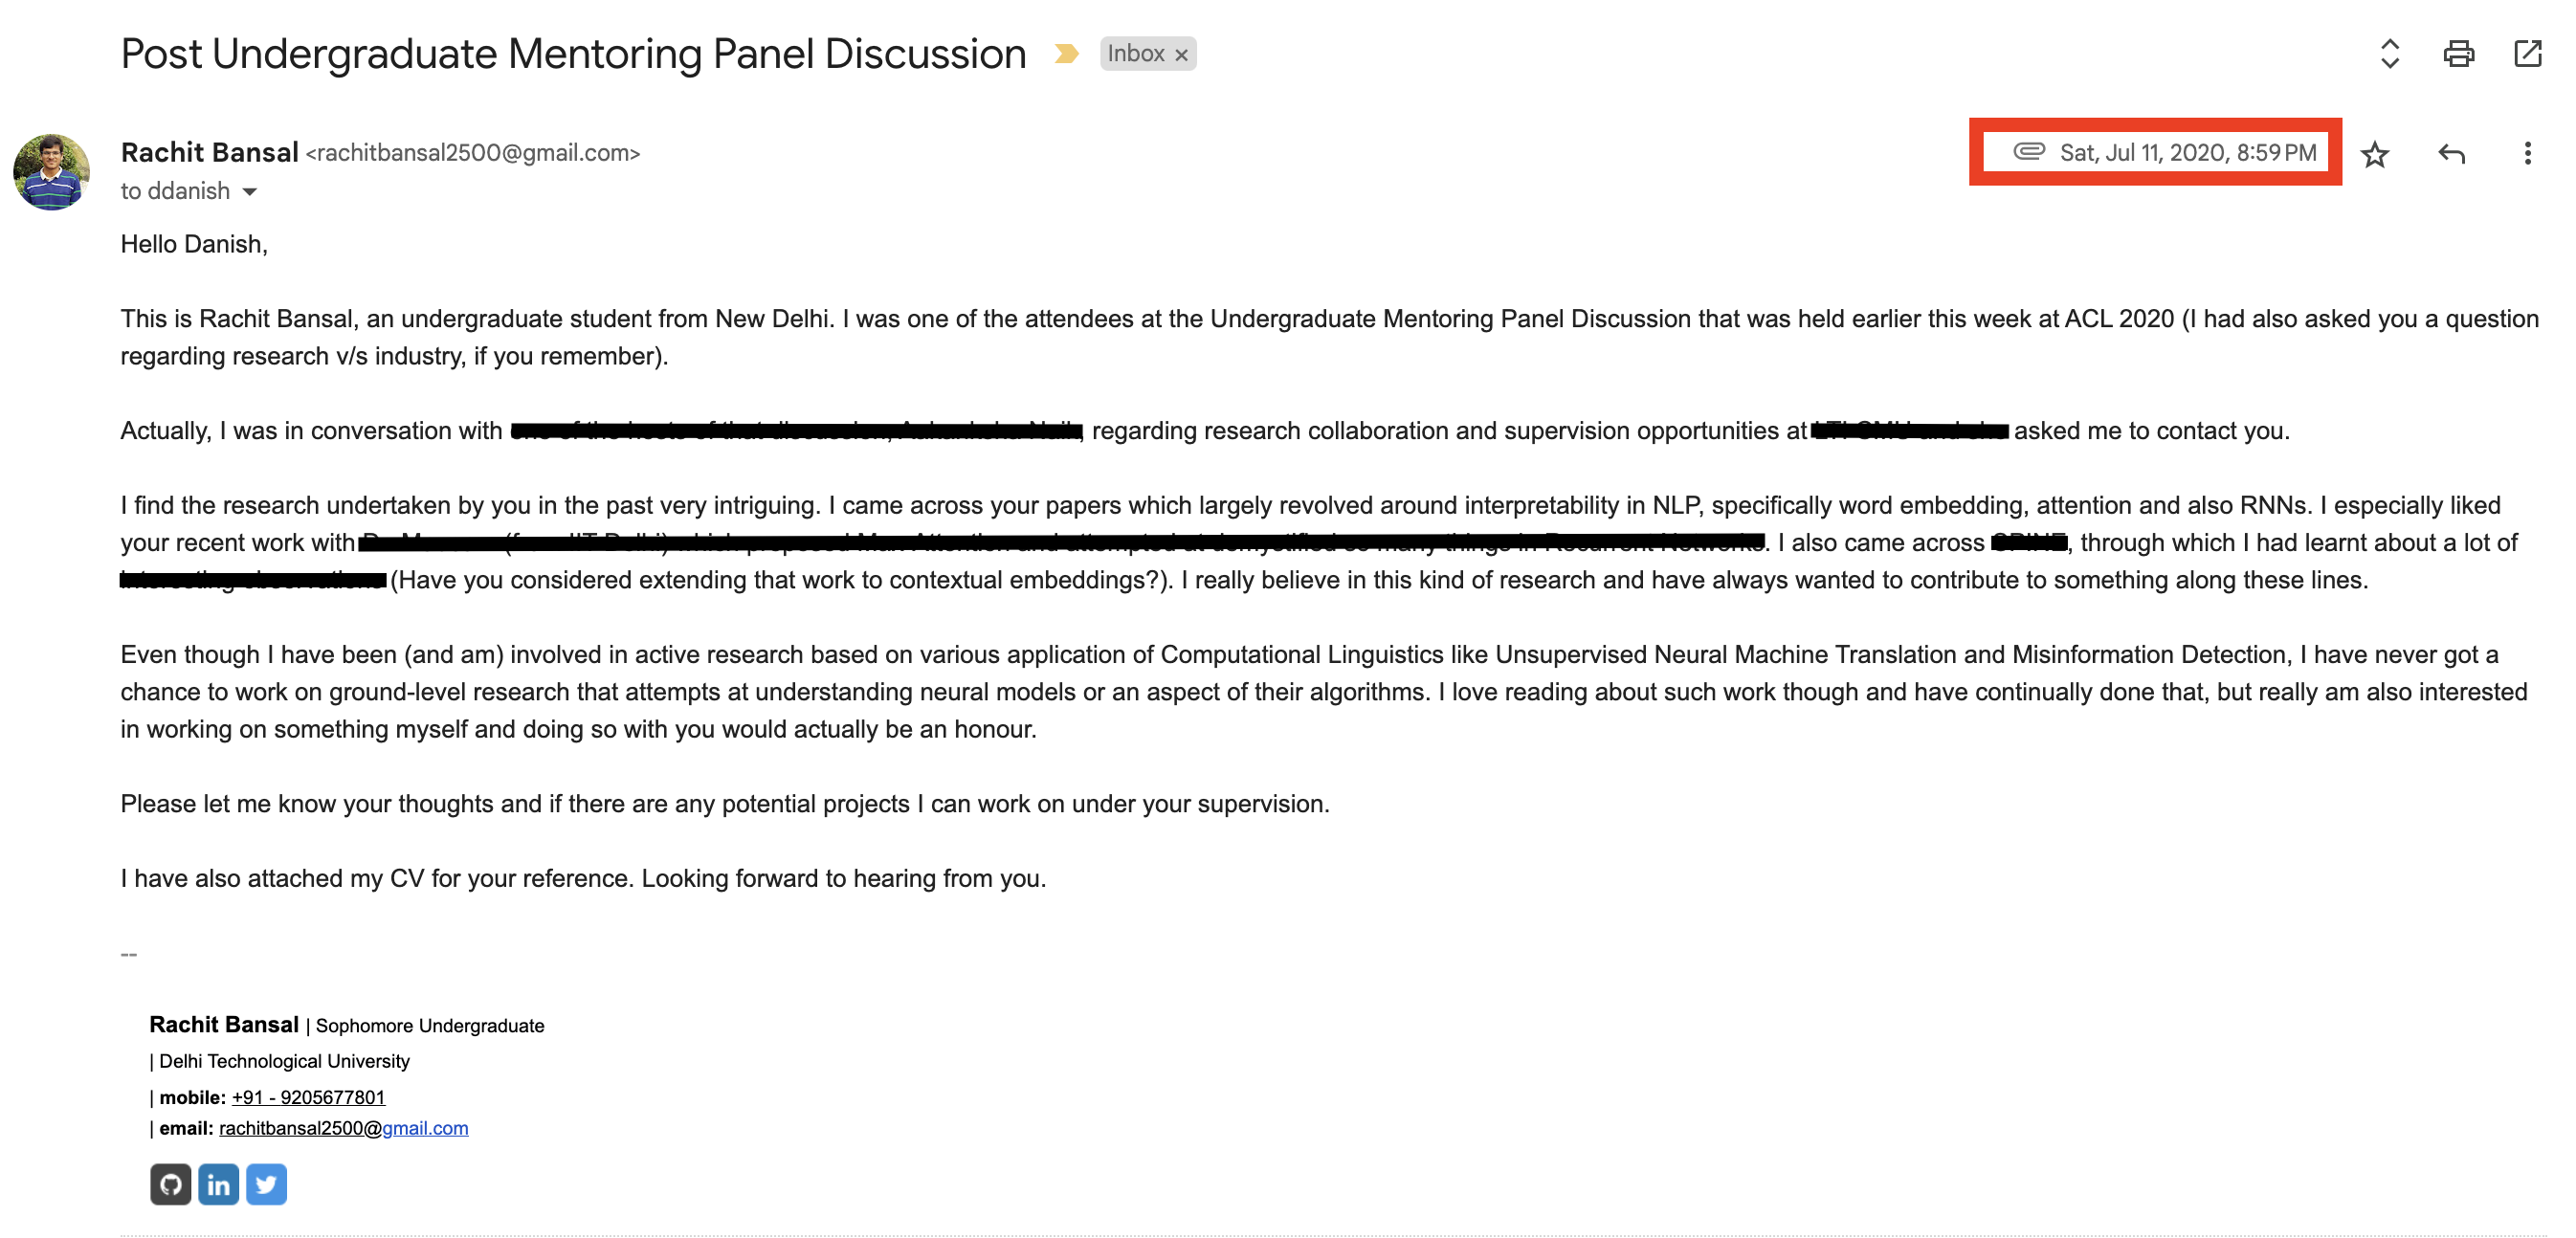 Post Undergraduate Mentoring Panel Discussion Inbox x
Rachit Bansal <rachitbansal2500@gmail.com> Sat, Jul 11, 2020, 8:59 PM
to ddanish
Hello Danish,
This is Rachit Bansal, an undergraduate student from New Delhi. I was one of the attendees at the Undergraduate Mentoring Panel Discussion that was held earlier this week at ACL 2020 (I had also asked you a question
regarding research v/s industry, if you remember).
Actually, I was in conversation with , regarding research collaboration and supervision opportunities at asked me to contact you.
I find the research undertaken by you in the past very intriguing. I came across your papers which largely revolved around interpretability in NLP, specifically word embedding, attention and also RNNs. I especially liked
your recent work with . I also came across , through which I had learnt about a lot of
(Have you considered extending that work to contextual embeddings?). I really believe in this kind of research and have always wanted to contribute to something along these lines.
Even though I have been (and am) involved in active research based on various application of Computational Linguistics like Unsupervised Neural Machine Translation and Misinformation Detection, I have never got a
chance to work on ground-level research that attempts at understanding neural models or an aspect of their algorithms. I love reading about such work though and have continually done that, but really am also interested
in working on something myself and doing so with you would actually be an honour.
Please let me know your thoughts and if there are any potential projects I can work on under your supervision.
I have also attached my CV for your reference. Looking forward to hearing from you.
--
Rachit Bansal | Sophomore Undergraduate
| Delhi Technological University
| mobile: +91 - 9205677801
| email: rachitbansal2500@gmail.com
in